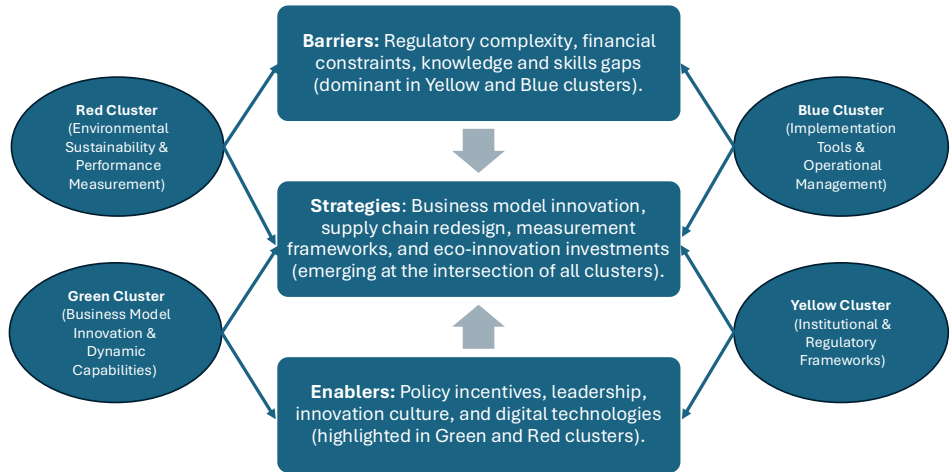 Barriers: Regulatory complexity, financial
constraints, knowledge and skills gaps
(dominant in Yellow and Blue clusters).
Red Cluster
(Environmental
Sustainability &
Performance
Measurement)
Blue Cluster
(Implementation
Tools &
Operational
Management)
Strategies: Business model innovation,
supply chain redesign, measurement
frameworks, and eco-innovation investments
(emerging at the intersection of all clusters).
Green Cluster
(Business Model
Innovation &
Dynamic
Capabilities)
Yellow Cluster
(Institutional &
Regulatory
Frameworks)
Enablers: Policy incentives, leadership,
innovation culture, and digital technologies
(highlighted in Green and Red clusters).